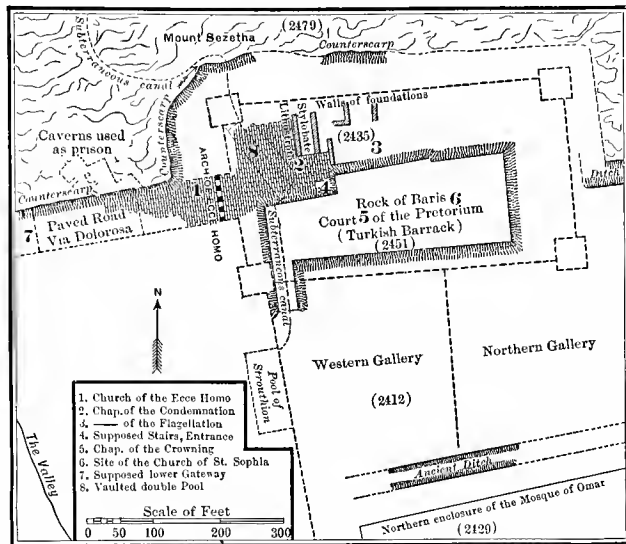 (2479)
Mount Bezetha
Counterscarp
Subterraneous canal
Counterscarp
Walls of foundations
Lithostrotos
Stylobate
(2435)
3
8
2
4
Caverns used
as prison
ARCH OF ECCE HOMO
1
Counterscarp
Ditch
7
Paved Road
Via Dolorosa
Rock of Baris 6
Court 5 of the Pretorium
(Turkish Barrack)
(2451)
Subterraneous canal
N
Western Gallery
Northern Gallery
(2412)
Pool of
Strouthion
The Valley
1. Church of the Ecce Homo
2. Chap. of the Condemnation
3. — of the Flagellation
4. Supposed Stairs, Entrance
5. Chap. of the Crowning
6. Site of the Church of St. Sophia
7. Supposed lower Gateway
8. Vaulted double Pool
Scale of Feet
0 50 100 200 300
Ancient Ditch
Northern enclosure of the Mosque of Omar
(2429)